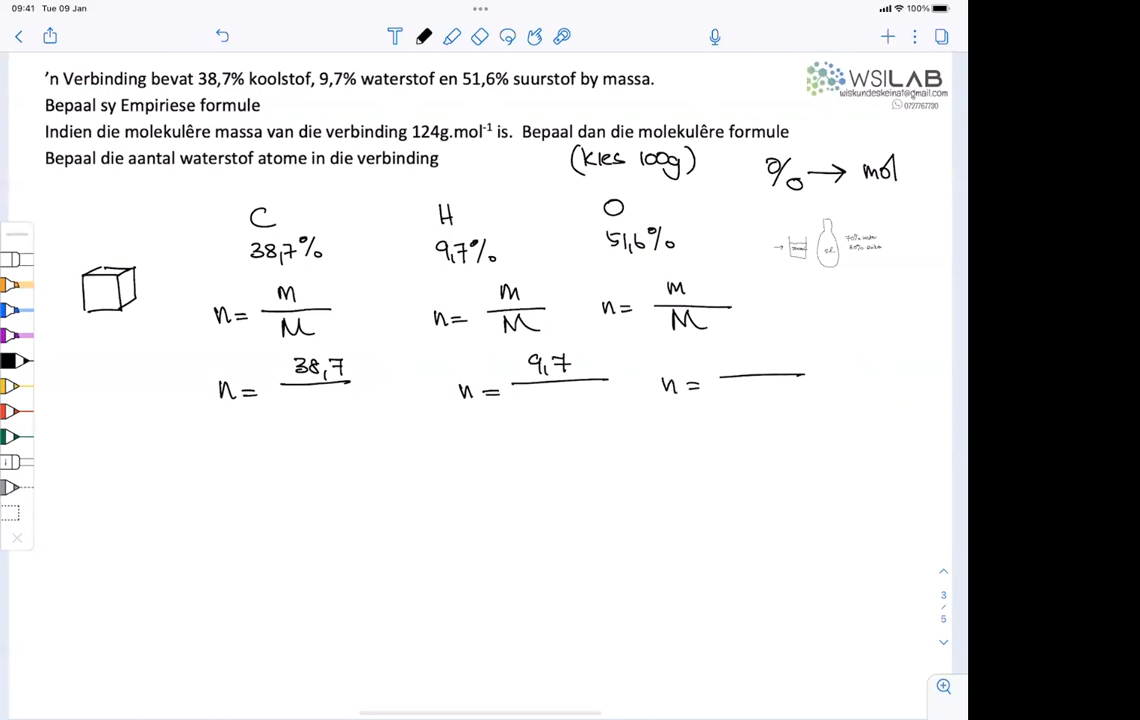 09:41 Tue 09 Jan
100%
'n Verbinding bevat 38,7% koolstof, 9,7% waterstof en 51,6% suurstof by massa.
Bepaal sy Empiriese formule
Indien die molekulêre massa van die verbinding 124g.mol⁻¹ is. Bepaal dan die molekulêre formule
Bepaal die aantal waterstof atome in die verbinding
WSILAB
wiskundeskeinat@gmail.com
(kies 100g)
% → mol
C H O
38,7% 9,7% 51,6%
n = m/M n = m/M n = m/M
n = 38,7 n = 9,7 n =
3
/
5